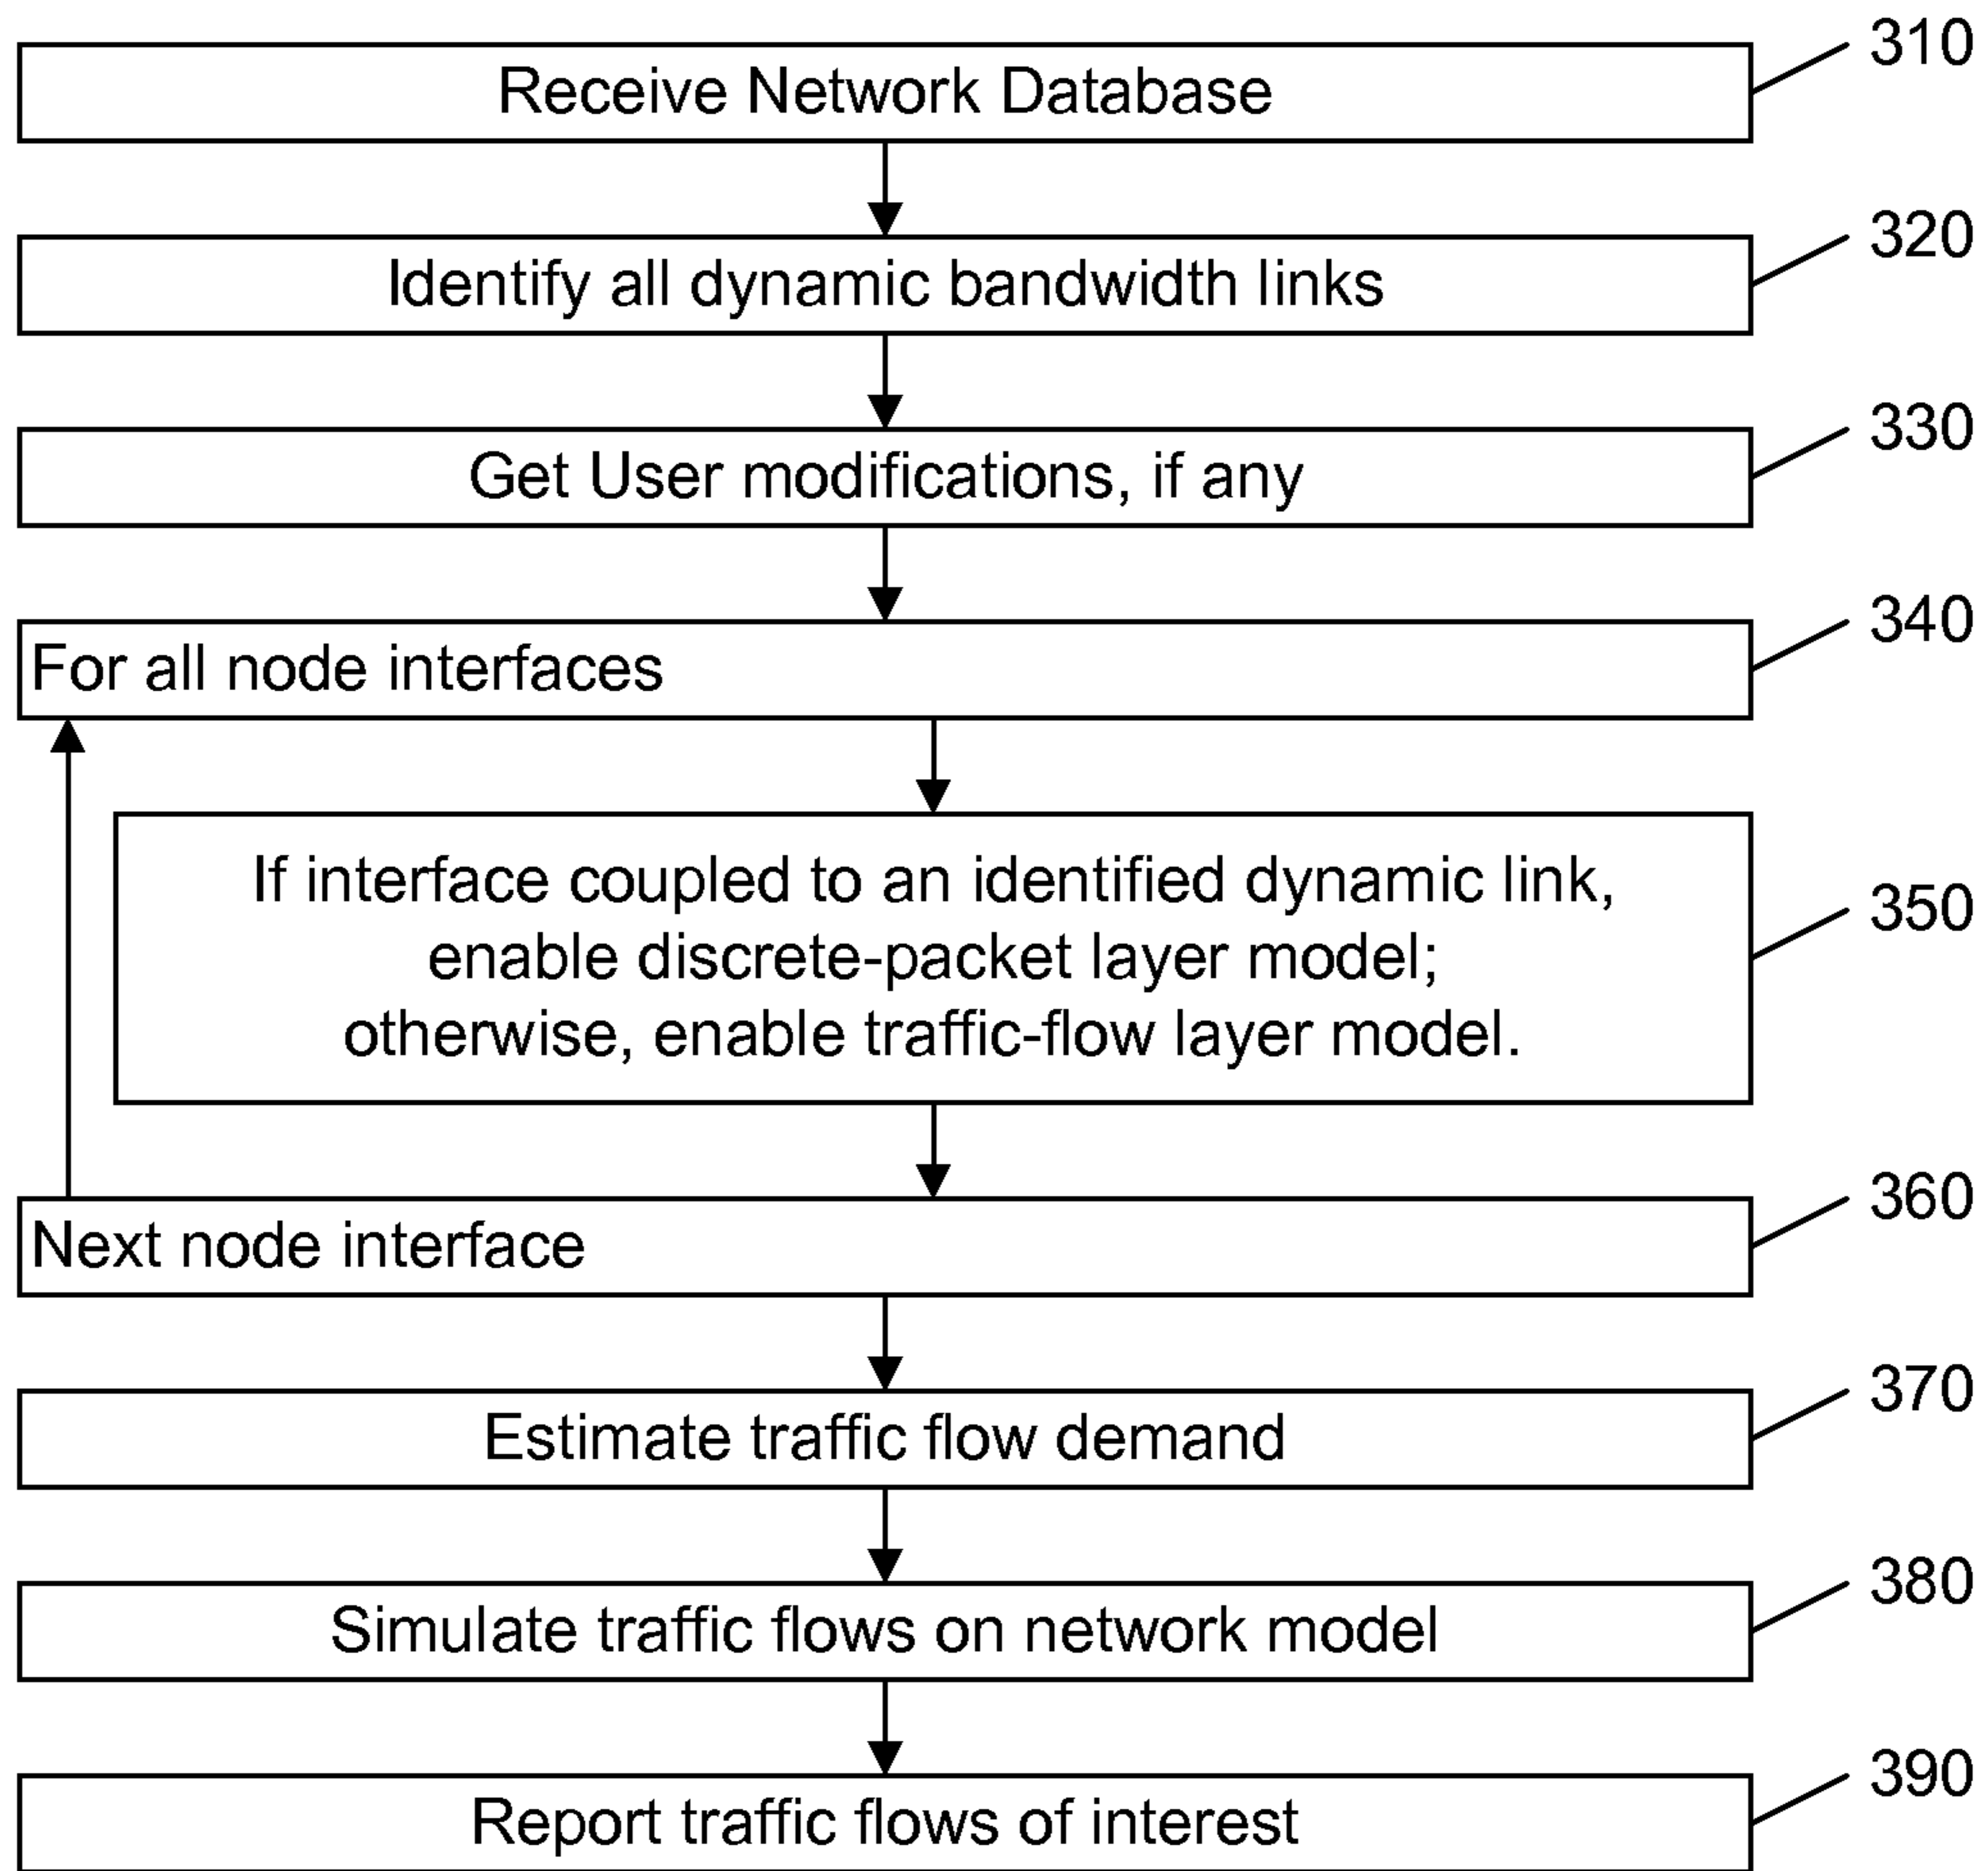 310
Receive Network Database
320
Identify all dynamic bandwidth links
330
Get User modifications, if any
340
For all node interfaces
If interface coupled to an identified dynamic link,
350
enable discrete-packet layer model;
otherwise, enable traffic-flow layer model.
360
Next node interface
370
Estimate traffic flow demand
380
Simulate traffic flows on network model
390
Report traffic flows of interest